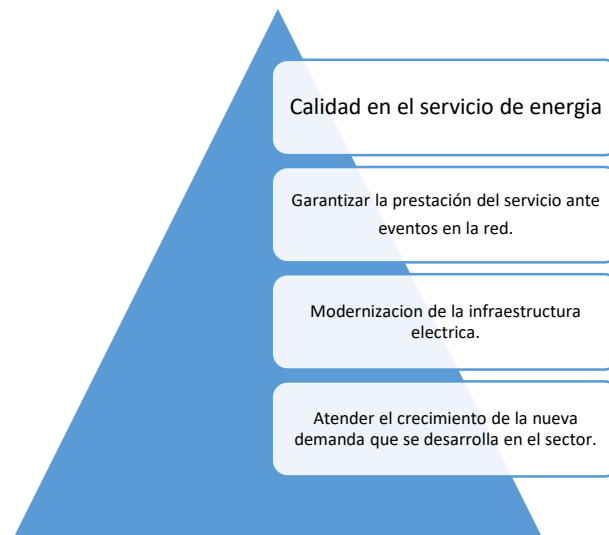 Calidad en el servicio de energia
Garantizar la prestación del servicio ante
eventos en la red.
Modernizacion de la infraestructura
electrica.
Atender el crecimiento de la nueva
demanda que se desarrolla en el sector.